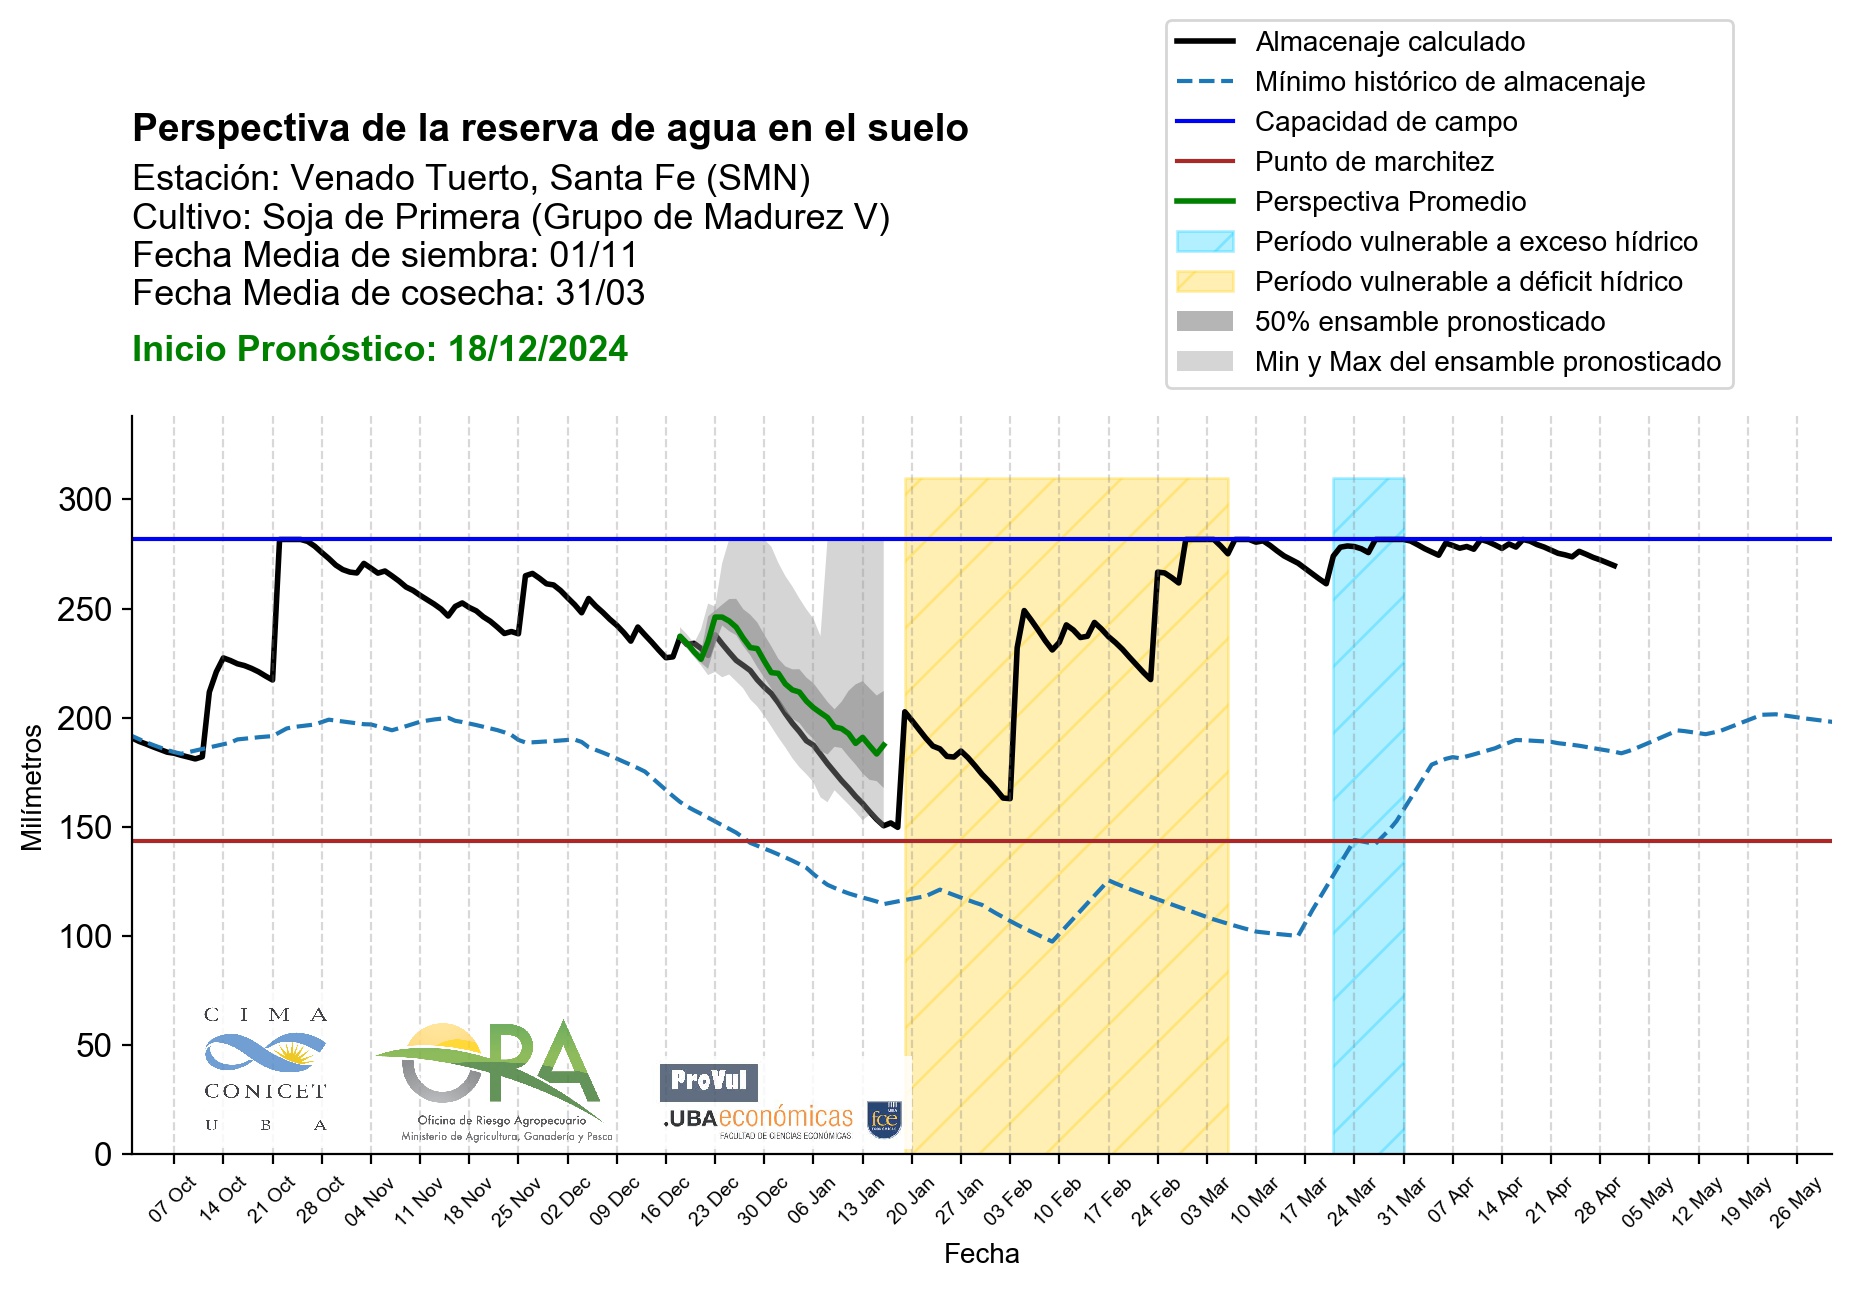 Almacenaje calculado
Mínimo histórico de almacenaje
Capacidad de campo
Punto de marchitez
Perspectiva Promedio
Período vulnerable a exceso hídrico
Período vulnerable a déficit hídrico
50% ensamble pronosticado
Min y Max del ensamble pronosticado
Perspectiva de la reserva de agua en el suelo
Estación: Venado Tuerto, Santa Fe (SMN)
Cultivo: Soja de Primera (Grupo de Madurez V)
Fecha Media de siembra: 01/11
Fecha Media de cosecha: 31/03
Inicio Pronóstico: 18/12/2024
300
250
200
150
100
50
0
Milímetros
CIMA
CONICET
UBA
ORA
Oficina de Riesgo Agropecuario
Ministerio de Agricultura, Ganadería y Pesca
ProVul
.UBAeconómicas
FACULTAD DE CIENCIAS ECONÓMICAS
fce
07 Oct
14 Oct
21 Oct
28 Oct
04 Nov
11 Nov
18 Nov
25 Nov
02 Dec
09 Dec
16 Dec
23 Dec
30 Dec
06 Jan
13 Jan
20 Jan
27 Jan
03 Feb
10 Feb
17 Feb
24 Feb
03 Mar
10 Mar
17 Mar
24 Mar
31 Mar
07 Apr
14 Apr
21 Apr
28 Apr
05 May
12 May
19 May
26 May
Fecha